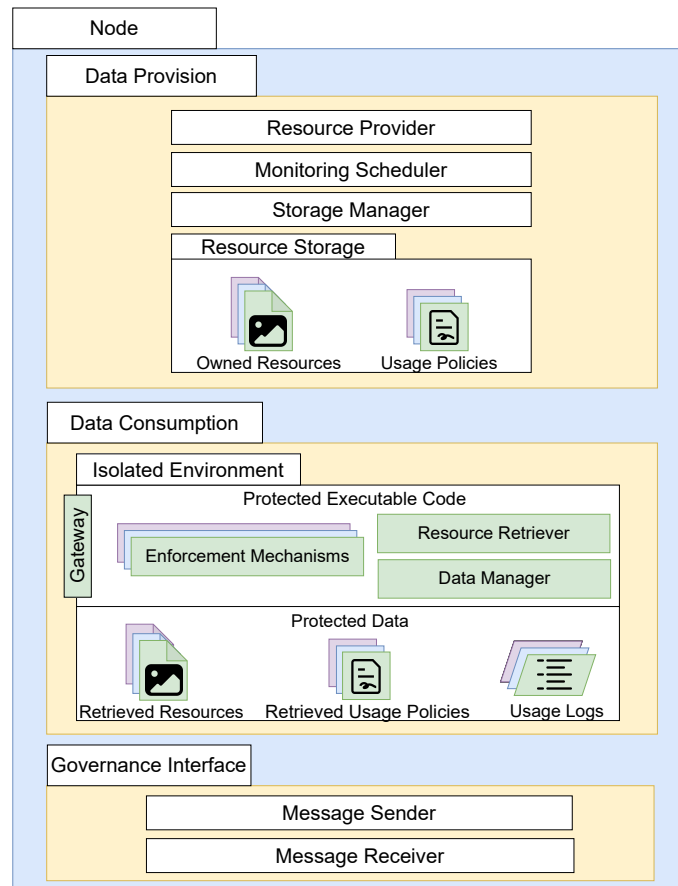 Node
Data Provision
Resource Provider
Monitoring Scheduler
Storage Manager
Resource Storage
Owned Resources
Usage Policies
Data Consumption
Isolated Environment
Gateway
Protected Executable Code
Enforcement Mechanisms
Resource Retriever
Data Manager
Protected Data
Retrieved Resources
Retrieved Usage Policies
Usage Logs
Governance Interface
Message Sender
Message Receiver